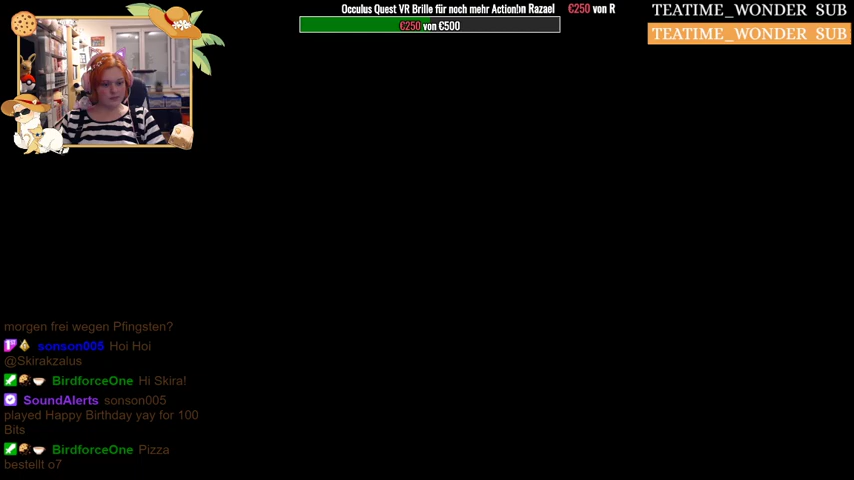 Occulus Quest VR Brille für noch mehr Action!n Razael €250 von R
€250 von €500
TEATIME_WONDER SUB
TEATIME_WONDER SUB
morgen frei wegen Pfingsten?
sonson005 Hoi Hoi
@Skirakzalus
BirdforceOne Hi Skira!
SoundAlerts sonson005
played Happy Birthday yay for 100
Bits
BirdforceOne Pizza
bestellt o7